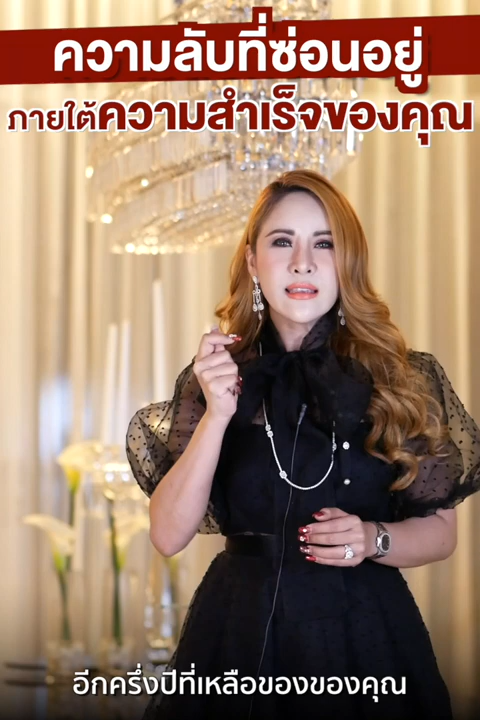 ความลับที่ซ่อนอยู่
ภายใต้ความสำเร็จของคุณ
อีกครึ่งปีที่เหลือของของคุณ